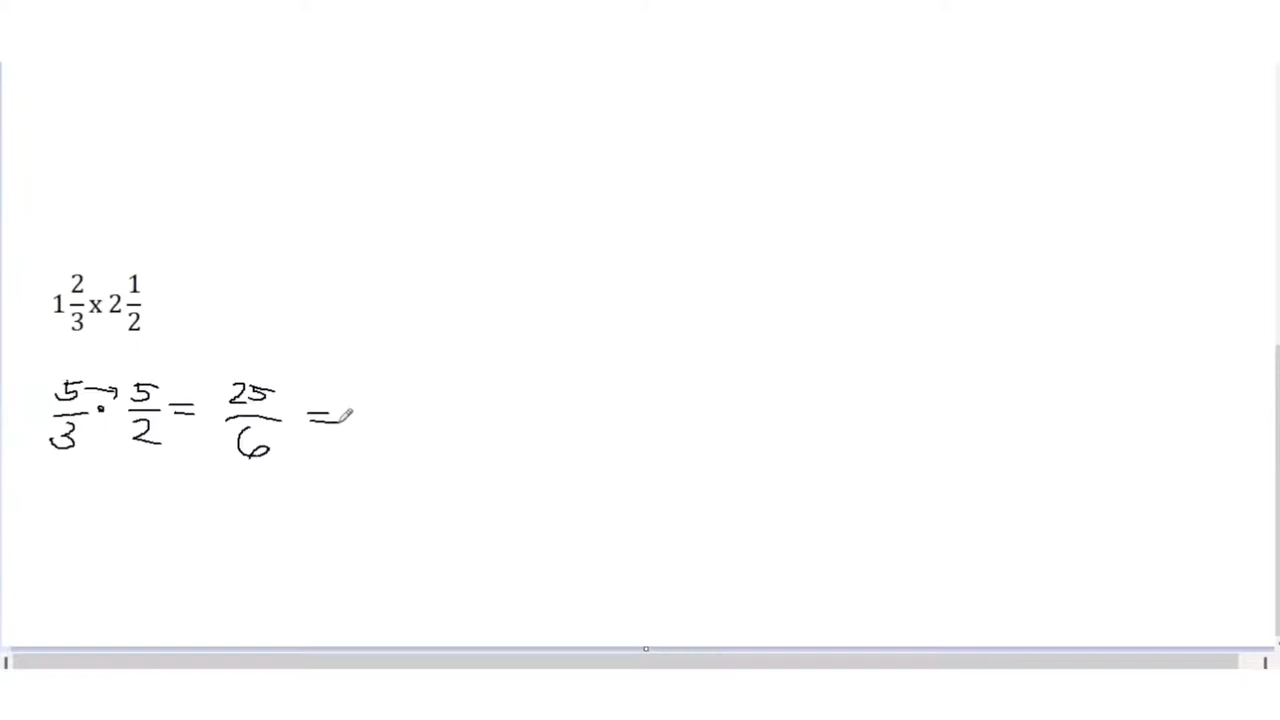 1 2/3 x 2 1/2
5/3 → · 5/2 = 25/6 =